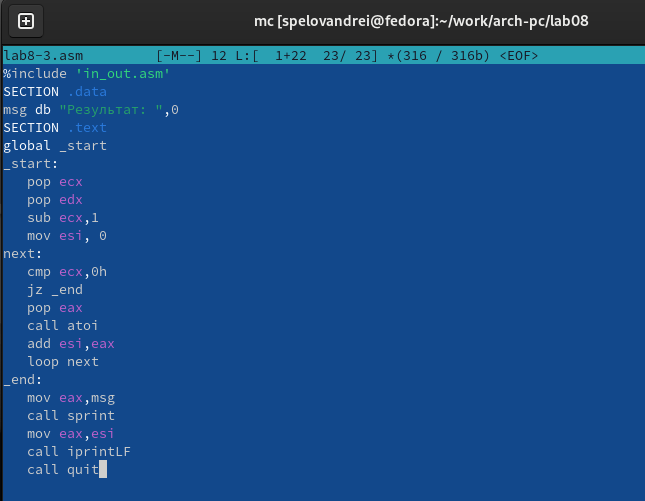 mc [spelovandrei@fedora]:~/work/arch-pc/lab08
lab8-3.asm [-M--] 12 L:[ 1+22 23/ 23] *(316 / 316b) <EOF>
%include 'in_out.asm'
SECTION .data
msg db "Результат: ",0
SECTION .text
global _start
_start:
pop ecx
pop edx
sub ecx,1
mov esi, 0
next:
cmp ecx,0h
jz _end
pop eax
call atoi
add esi,eax
loop next
_end:
mov eax,msg
call sprint
mov eax,esi
call iprintLF
call quit